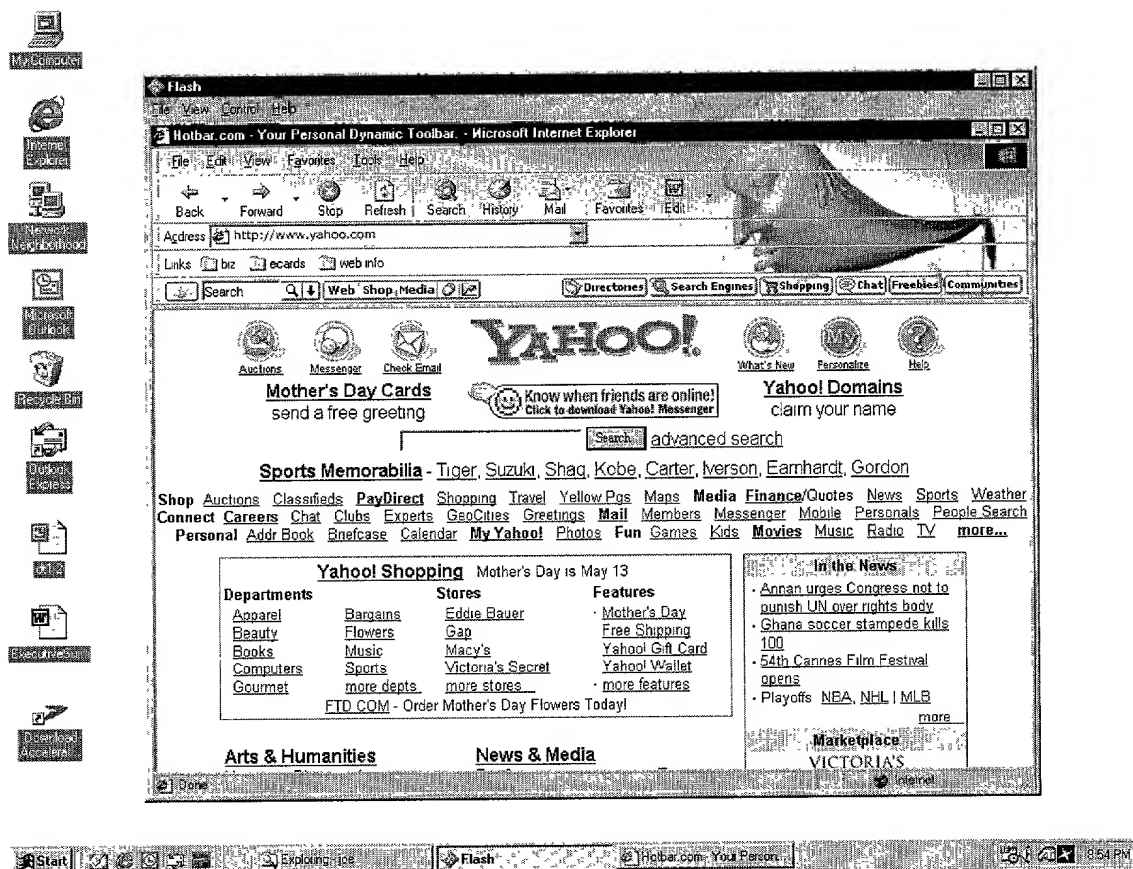 My Computer
Internet
Explorer
Network
Neighborhood
Microsoft
Outlook
Recycle Bin
Outlook
Express
Download
Flash
File View Control Help
Hotbar.com - Your Personal Dynamic Toolbar. - Microsoft Internet Explorer
File Edit View Favorites Tools Help
Back Forward Stop Refresh Search History Mail Favorites Edit
Address http://www.yahoo.com
Links biz ecards web info
Search Web Shop Media Directories Search Engines Shopping Chat Freebies Communities
YAHOO!
Auctions Messenger Check Email What's New Personalize Help
My
Mother's Day Cards
send a free greeting
Know when friends are online!
Click to download Yahoo! Messenger
Yahoo! Domains
claim your name
Search advanced search
Sports Memorabilia - Tiger, Suzuki, Shaq, Kobe, Carter, Iverson, Earnhardt, Gordon
Shop Auctions Classifieds PayDirect Shopping Travel Yellow Pgs Maps Media Finance/Quotes News Sports Weather
Connect Careers Chat Clubs Experts GeoCities Greetings Mail Members Messenger Mobile Personals People Search
Personal Addr Book Briefcase Calendar My Yahoo! Photos Fun Games Kids Movies Music Radio TV more...
Yahoo! Shopping Mother's Day is May 13
Departments Stores Features
Apparel Bargains Eddie Bauer · Mother's Day
Beauty Flowers Gap Free Shipping
Books Music Macy's Yahoo! Gift Card
Computers Sports Victoria's Secret Yahoo! Wallet
Gourmet more depts more stores · more features
FTD COM - Order Mother's Day Flowers Today!
In the News
· Annan urges Congress not to
punish UN over rights body
· Ghana soccer stampede kills
100
· 54th Cannes Film Festival
opens
· Playoffs NBA, NHL | MLB
more
Marketplace
VICTORIA'S
Arts & Humanities News & Media
Done Internet
Start Exploring - ice Flash Hotbar.com - Your Person... 8:54 PM